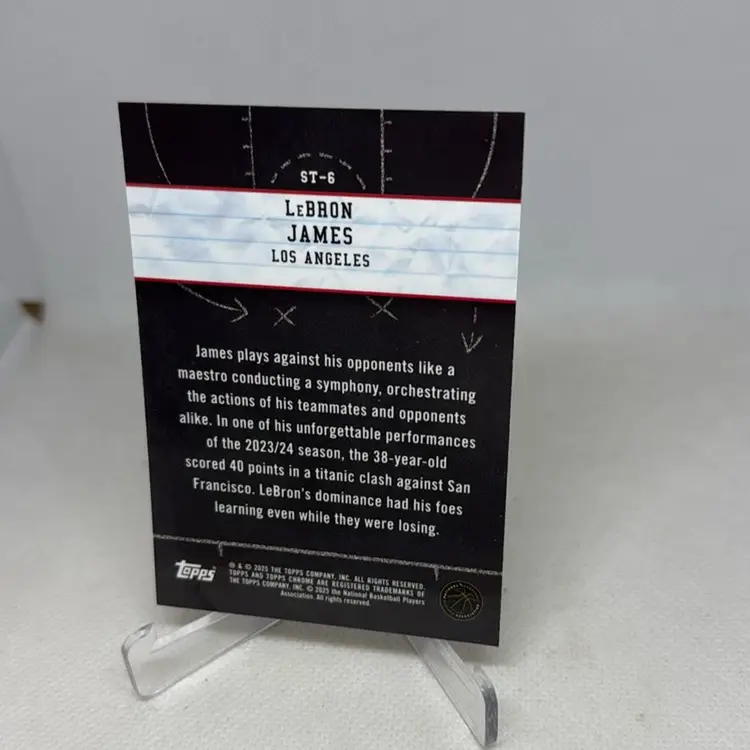 ST-6
LEBRON
JAMES
LOS ANGELES
James plays against his opponents like a
maestro conducting a symphony, orchestrating
the actions of his teammates and opponents
alike. In one of his unforgettable performances
of the 2023/24 season, the 38-year-old
scored 40 points in a titanic clash against San
Francisco. LeBron's dominance had his foes
learning even while they were losing.
Topps
® & © 2025 THE TOPPS COMPANY, INC. ALL RIGHTS RESERVED.
TOPPS AND TOPPS CHROME ARE REGISTERED TRADEMARKS OF
THE TOPPS COMPANY, INC. © 2025 the National Basketball Players
Association. All rights reserved.